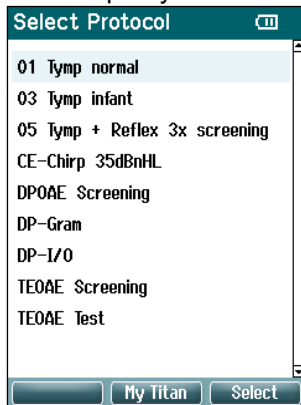 Select Protocol
01 Tymp normal
03 Tymp infant
05 Tymp + Reflex 3x screening
CE-Chirp 35dBnHL
DPOAE Screening
DP-Gram
DP-I/O
TEOAE Screening
TEOAE Test
My Titan
Select